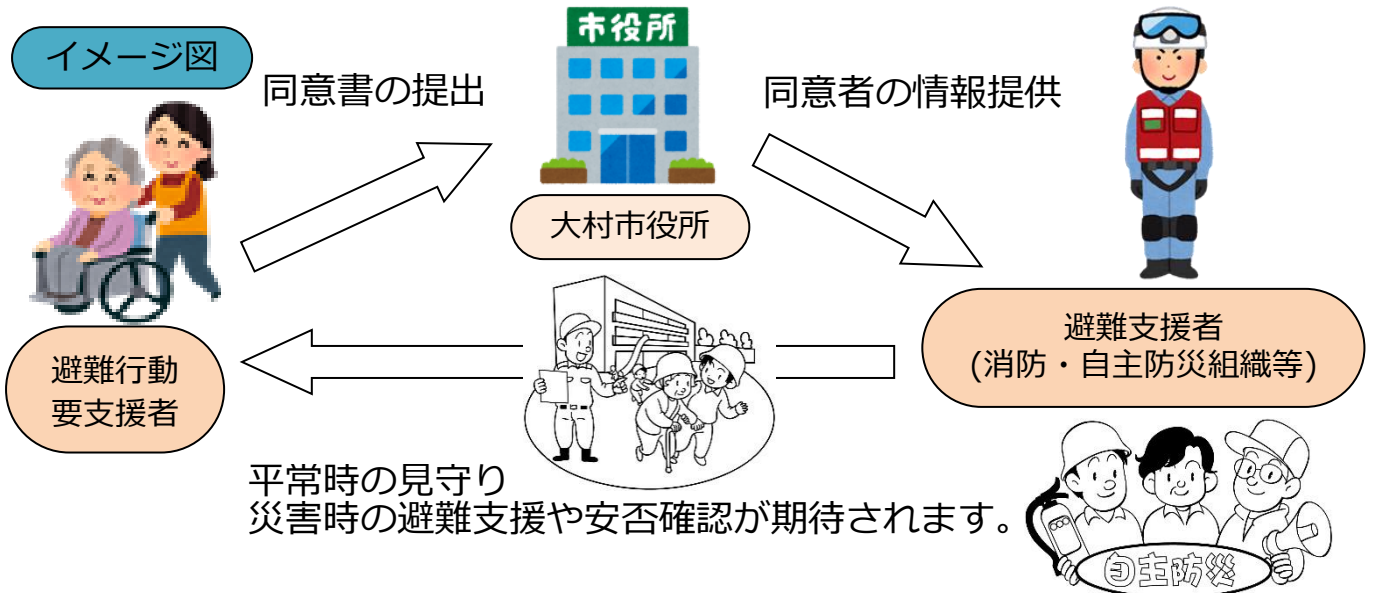 イメージ図
同意書の提出
市役所
同意者の情報提供
大村市役所
避難行動
要支援者
避難支援者
(消防・自主防災組織等)
平常時の見守り
災害時の避難支援や安否確認が期待されます。
自主防災